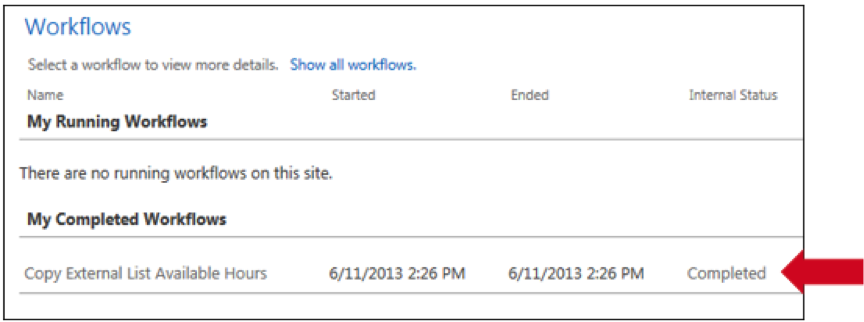 Workflows
Select a workflow to view more details. Show all workflows.
Name Started Ended Internal Status
My Running Workflows
There are no running workflows on this site.
My Completed Workflows
Copy External List Available Hours 6/11/2013 2:26 PM 6/11/2013 2:26 PM Completed